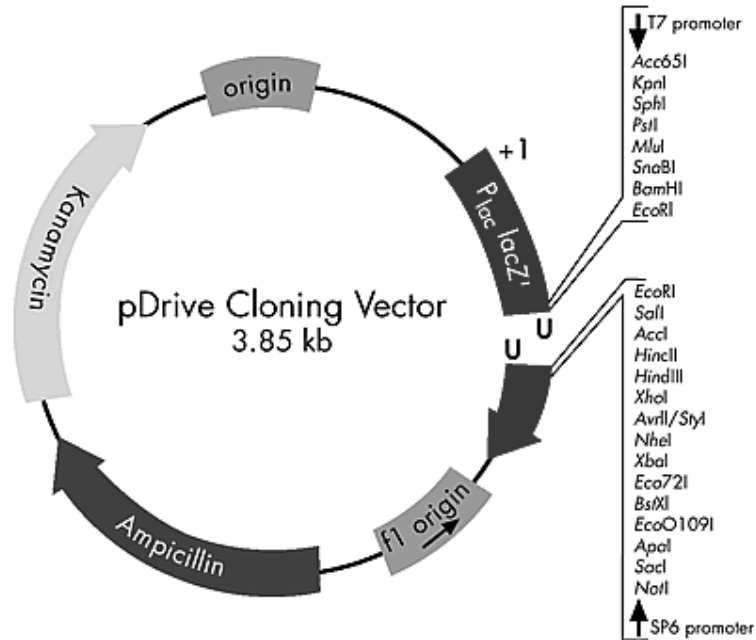 T7 promoter
Acc65I
KpnI
SphI
PstI
MluI
SnaBI
BamHI
EcoRI
origin
+1
Plac lacZ'
Kanamycin
pDrive Cloning Vector
3.85 kb
U
U
EcoRI
SalI
AccI
HincII
HindIII
XhoI
AvrII/StyI
NheI
XbaI
Eco72I
BstXI
EcoO109I
ApaI
SacI
NotI
SP6 promoter
f1 origin
Ampicillin